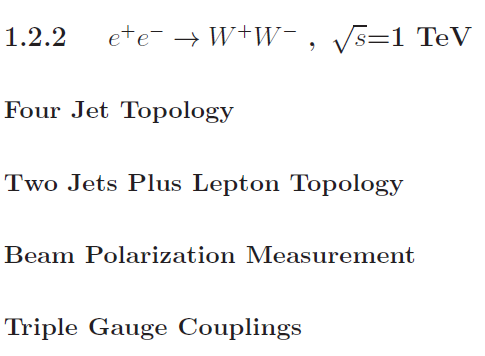 1.2.2 e⁺e⁻ → W⁺W⁻ , √s=1 TeV
Four Jet Topology
Two Jets Plus Lepton Topology
Beam Polarization Measurement
Triple Gauge Couplings